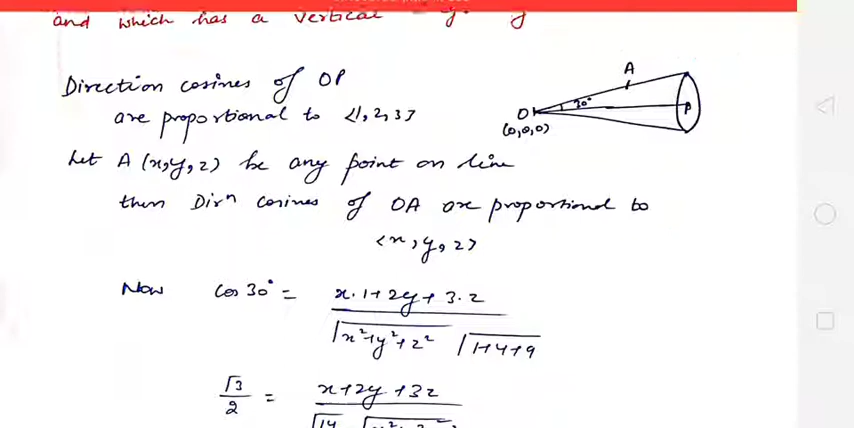 and which has a vertical
Direction cosines of OP
are proportional to <1,2,3>
A
30°
O
P
(0,0,0)
Let A (x,y,z) be any point on line
then Dirⁿ cosines of OA are proportional to
<x,y,z>
Now cos 30° = x.1+2y+3.z / √x²+y²+z² √1+4+9
√3/2 = x+2y+3z / √14